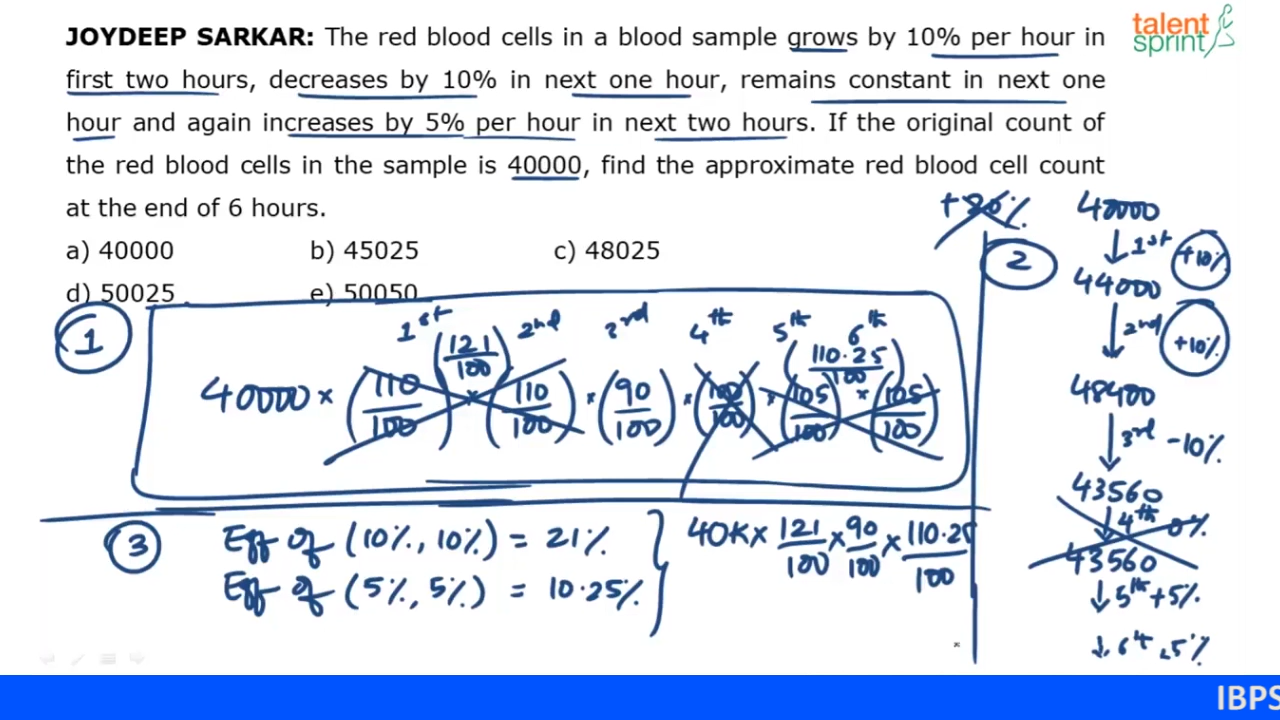 JOYDEEP SARKAR: The red blood cells in a blood sample grows by 10% per hour in
first two hours, decreases by 10% in next one hour, remains constant in next one
hour and again increases by 5% per hour in next two hours. If the original count of
the red blood cells in the sample is 40000, find the approximate red blood cell count
at the end of 6 hours.
a) 40000 b) 45025 c) 48025
d) 50025 e) 50050
talent
sprint
1
1st 2nd 3rd 4th 5th 6th
(121/100) (110.25/100)
40000 × (110/100) × (110/100) × (90/100) × (100/100) × (105/100) × (105/100)
+20%
2
40000
↓ 1st +10%
44000
↓ 2nd +10%
48400
↓ 3rd -10%
43560
↓ 4th 0%
43560
↓ 5th +5%
↓ 6th 5%
3
Eff of (10%, 10%) = 21%
Eff of (5%, 5%) = 10.25%
40K × 121/100 × 90/100 × 110.25/100
IBPS